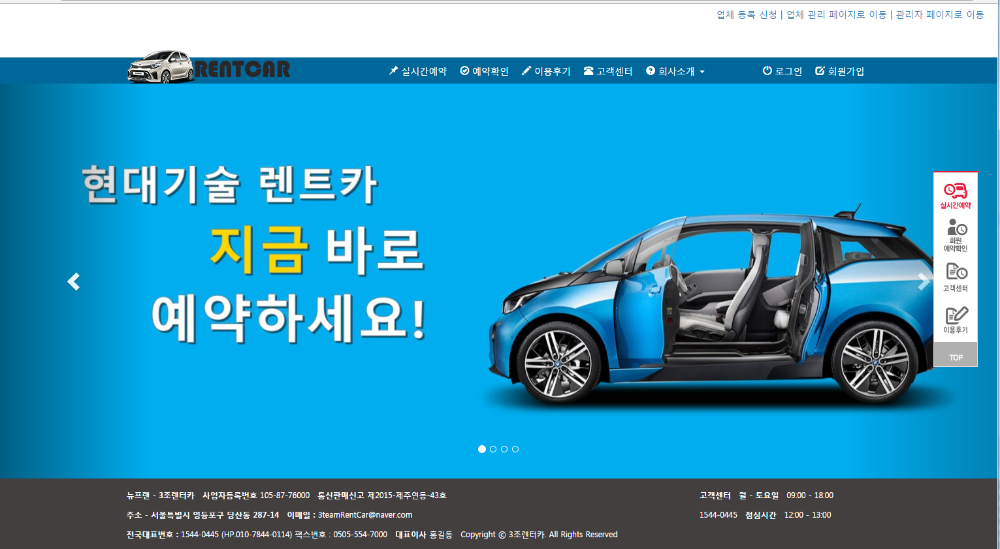 업체 등록 신청 | 업체 관리 페이지로 이동 | 관리자 페이지로 이동
RENTCAR 실시간예약 예약확인 이용후기 고객센터 회사소개 로그인 회원가입
현대기술 렌트카
지금 바로
예약하세요!
실시간예약
회원
예약확인
고객센터
이용후기
TOP
뉴프렌 - 3조렌터카 사업자등록번호 105-87-76000 통신판매신고 제2015-제주연동-43호
고객센터 월 - 토요일 09:00 - 18:00
주소 - 서울특별시 영등포구 당산동 287-14 이메일 : 3teamRentCar@naver.com
1544-0445 점심시간 12:00 - 13:00
전국대표번호 : 1544-0445 (HP.010-7844-0114) 팩스번호 : 0505-554-7000 대표이사 홍길동 Copyright ⓒ 3조렌터카. All Rights Reserved